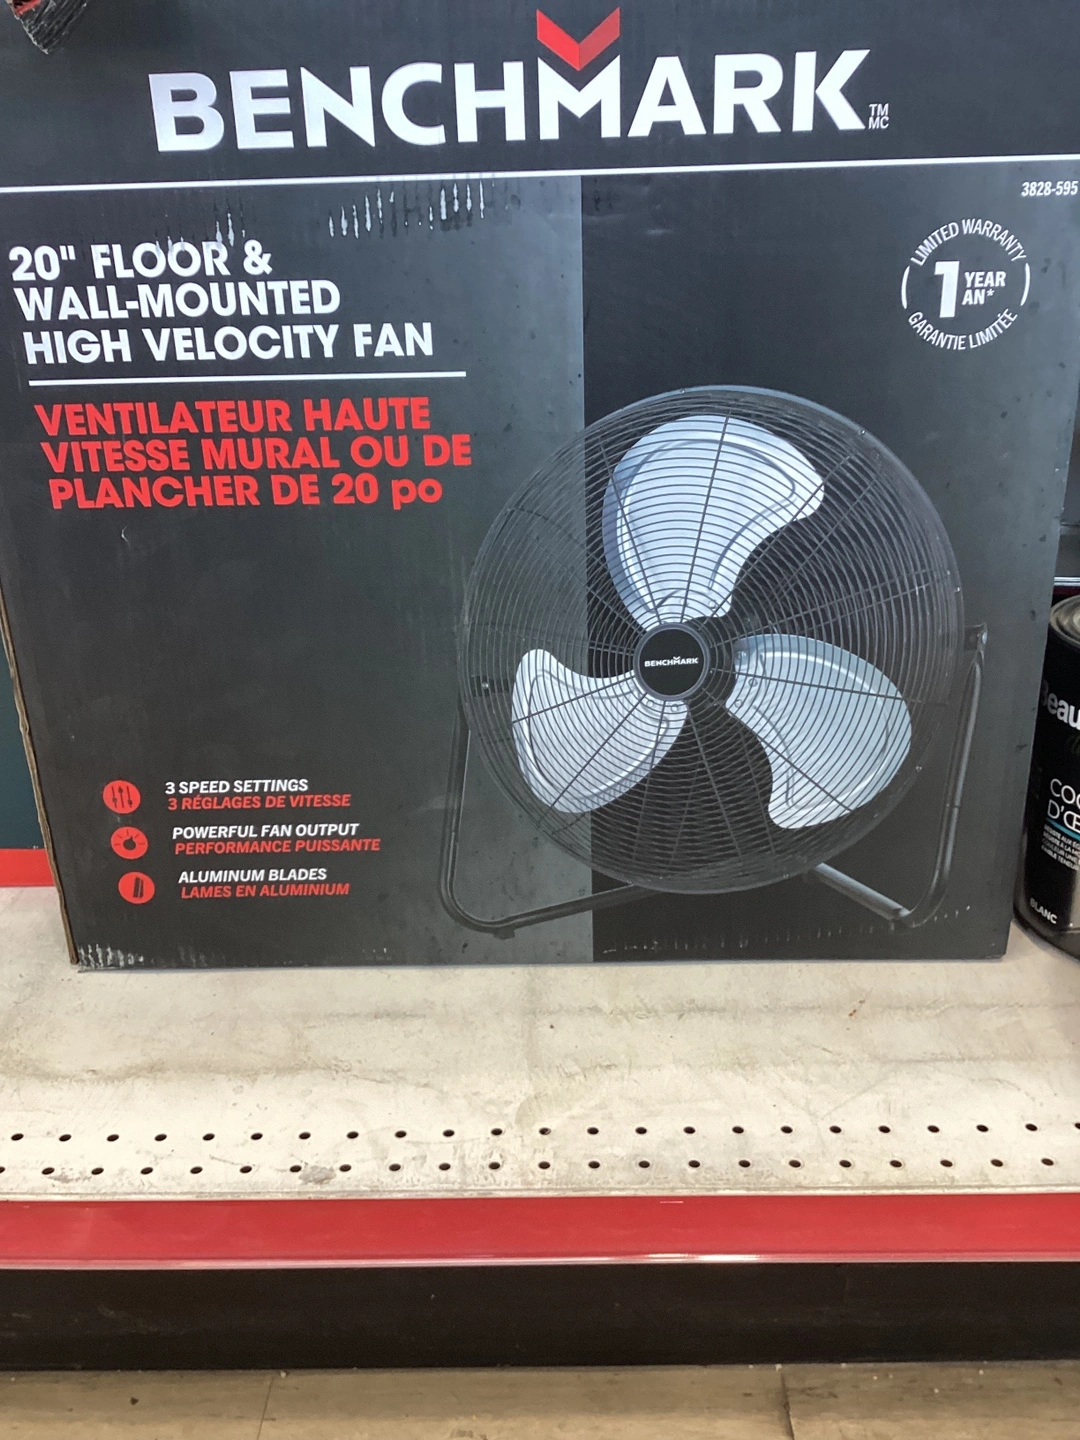 BENCHMARK
TM
MC
3828-595
20" FLOOR &
WALL-MOUNTED
HIGH VELOCITY FAN
VENTILATEUR HAUTE
VITESSE MURAL OU DE
PLANCHER DE 20 po
LIMITED WARRANTY
1 YEAR
AN*
GARANTIE LIMITÉE
BENCHMARK
3 SPEED SETTINGS
3 RÉGLAGES DE VITESSE
POWERFUL FAN OUTPUT
PERFORMANCE PUISSANTE
ALUMINUM BLADES
LAMES EN ALUMINIUM
BLANC